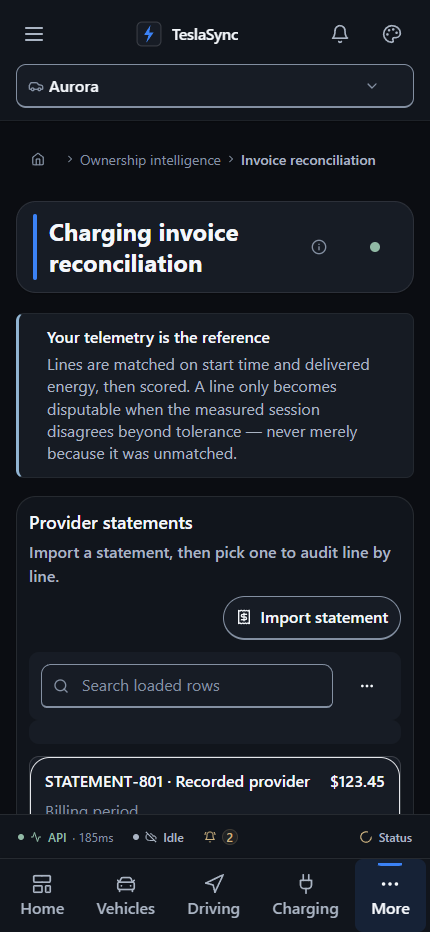 TeslaSync
Aurora
Ownership intelligence
Invoice reconciliation
Charging invoice
reconciliation
Your telemetry is the reference
Lines are matched on start time and delivered
energy, then scored. A line only becomes
disputable when the measured session
disagrees beyond tolerance — never merely
because it was unmatched.
Provider statements
Import a statement, then pick one to audit line by
line.
Import statement
Search loaded rows
STATEMENT-801 · Recorded provider $123.45
Billing period
API · 185ms Idle 2 Status
Home Vehicles Driving Charging More